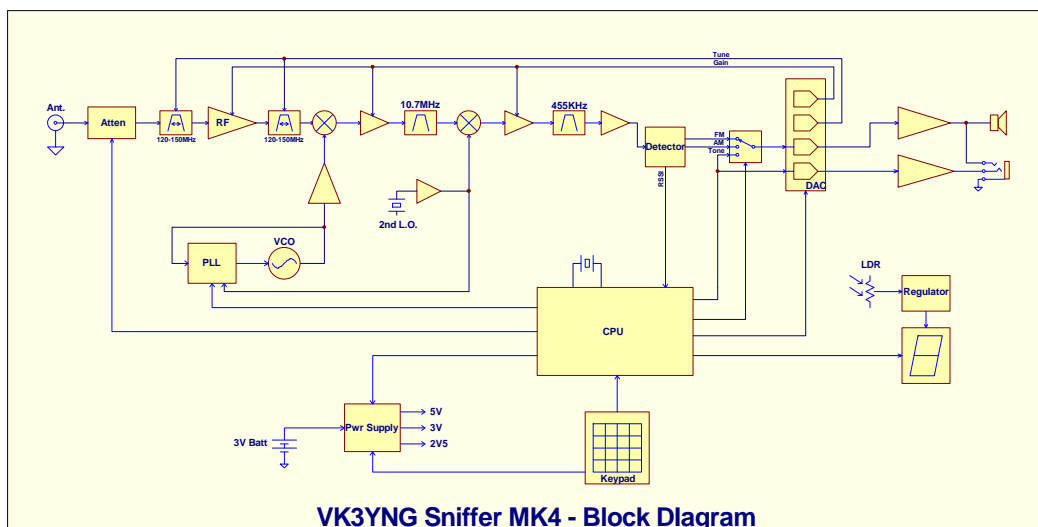 Tune
Gain
Ant.
Atten
120-150MHz
RF
120-150MHz
10.7MHz
455KHz
Detector
FM
AM
Tone
RSSI
DAC
2nd L.O.
PLL
VCO
CPU
LDR
Regulator
3V Batt
Pwr Supply
5V
3V
2V5
Keypad
VK3YNG Sniffer MK4 - Block DIagram